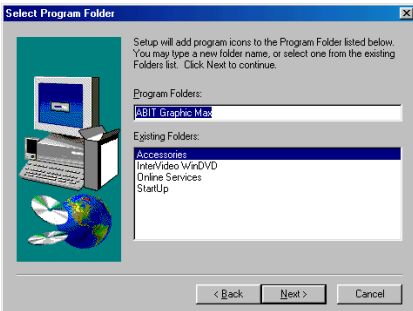 Select Program Folder
Setup will add program icons to the Program Folder listed below.
You may type a new folder name, or select one from the existing
Folders list. Click Next to continue.
Program Folders:
ABIT Graphic Max
Existing Folders:
Accessories
InterVideo WinDVD
Online Services
StartUp
< Back
Next >
Cancel